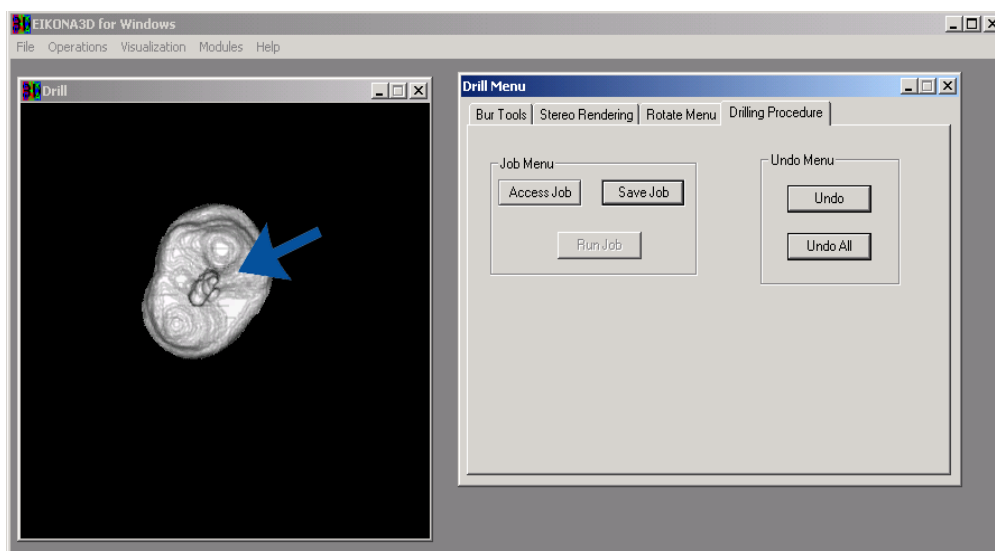 EIKONA3D for Windows
File Operations Visualization Modules Help
Drill
Drill Menu
Bur Tools Stereo Rendering Rotate Menu Drilling Procedure
Job Menu
Access Job Save Job
Run Job
Undo Menu
Undo
Undo All